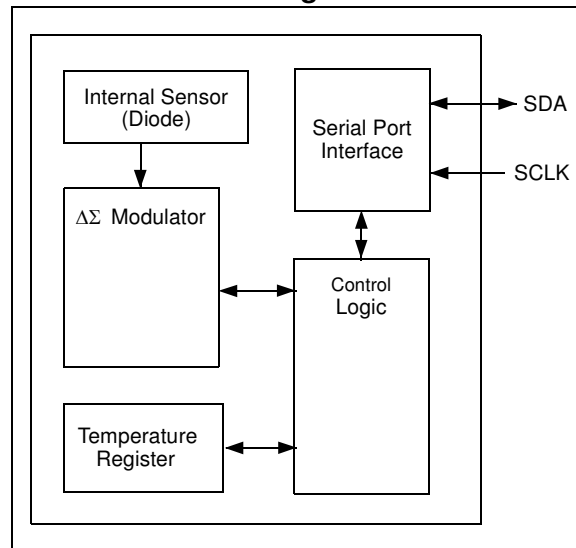 Internal Sensor
(Diode)
ΔΣ Modulator
Temperature
Register
Serial Port
Interface
Control
Logic
SDA
SCLK